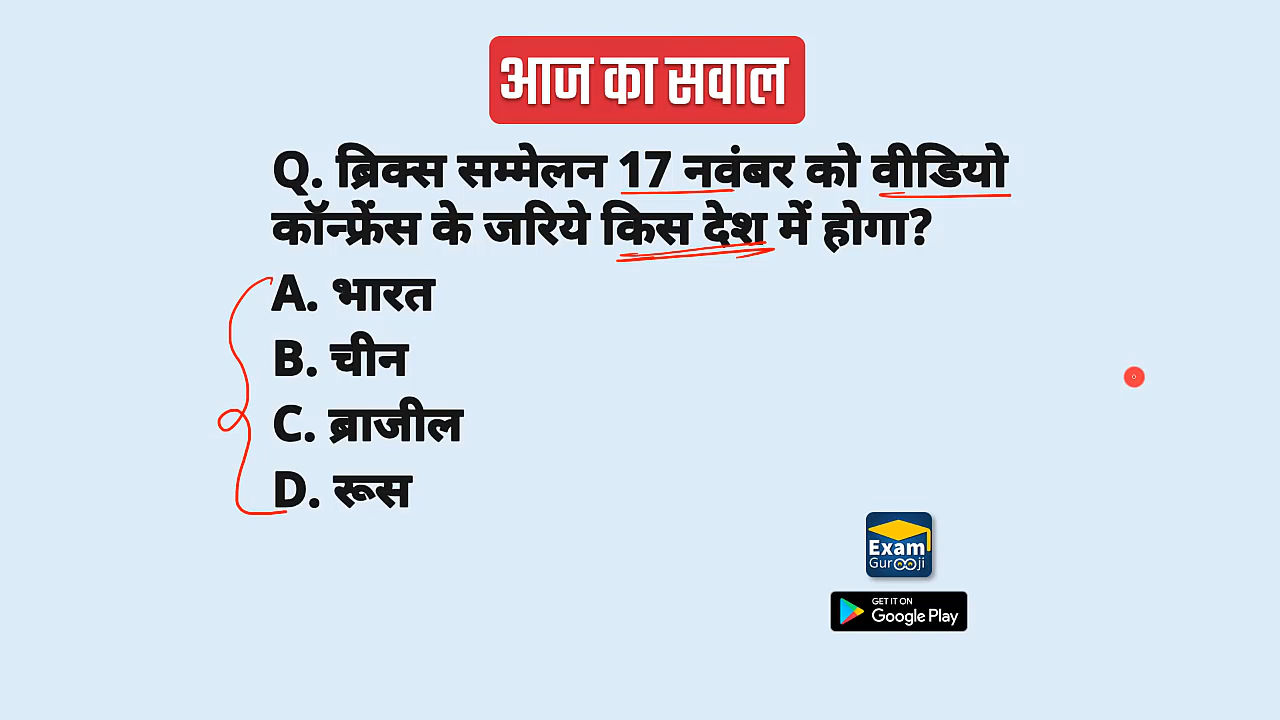 आज का सवाल
Q. ब्रिक्स सम्मेलन 17 नवंबर को वीडियो
कॉन्फ्रेंस के जरिये किस देश में होगा?
A. भारत
B. चीन
C. ब्राजील
D. रूस
Exam
Gurooji
GET IT ON
Google Play